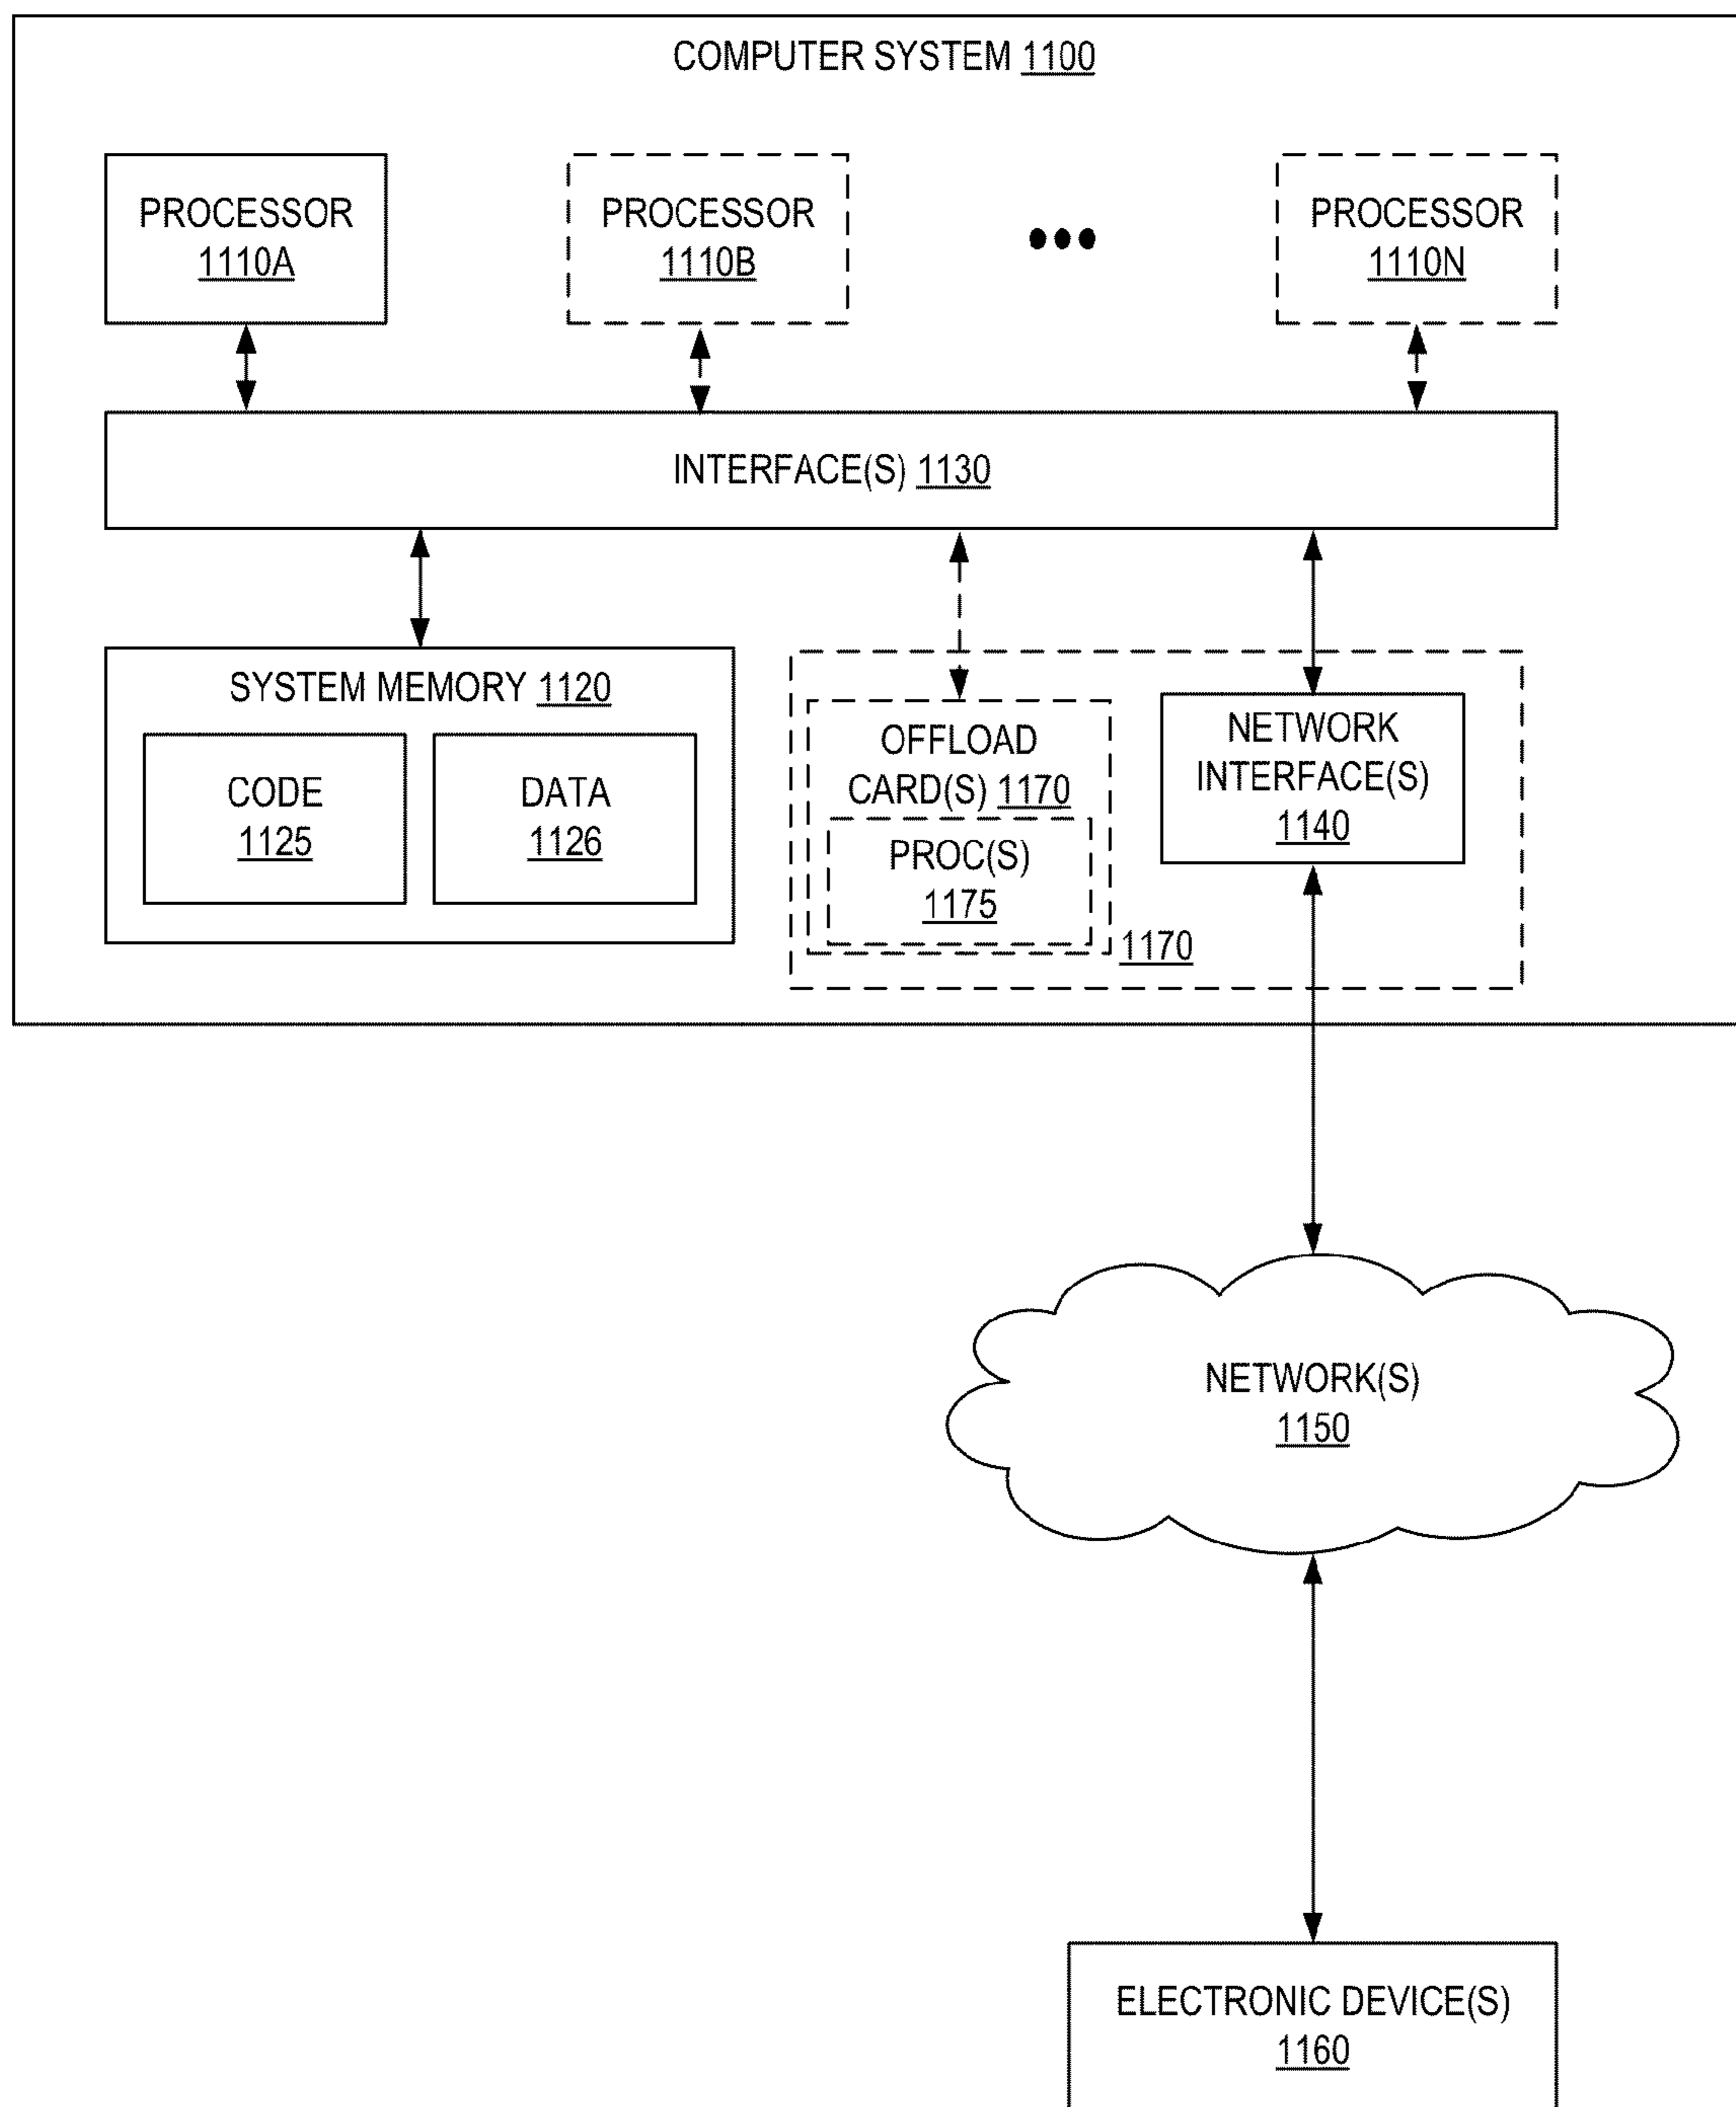 COMPUTER SYSTEM 1100
PROCESSOR
1110A
PROCESSOR
1110B
PROCESSOR
1110N
INTERFACE(S) 1130
SYSTEM MEMORY 1120
CODE
1125
DATA
1126
OFFLOAD
CARD(S) 1170
PROC(S)
1175
1170
NETWORK
INTERFACE(S)
1140
NETWORK(S)
1150
ELECTRONIC DEVICE(S)
1160